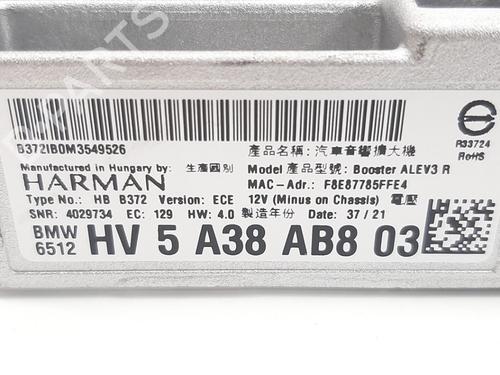 B372IB0M3549526
Manufactured in Hungary by: 生產國別
HARMAN
Type No.: HB B372 Version: ECE
SNR: 4029734 EC: 129 HW: 4.0 製造年份 Date: 37 / 21
產品名稱: 汽車音響擴大機
Model 產品型號: Booster ALEV3 R
MAC-Adr.: F8E87785FFE4
12V (Minus on Chassis) 電壓
R33724
RoHS
BMW 6512 HV 5 A38 AB8 03